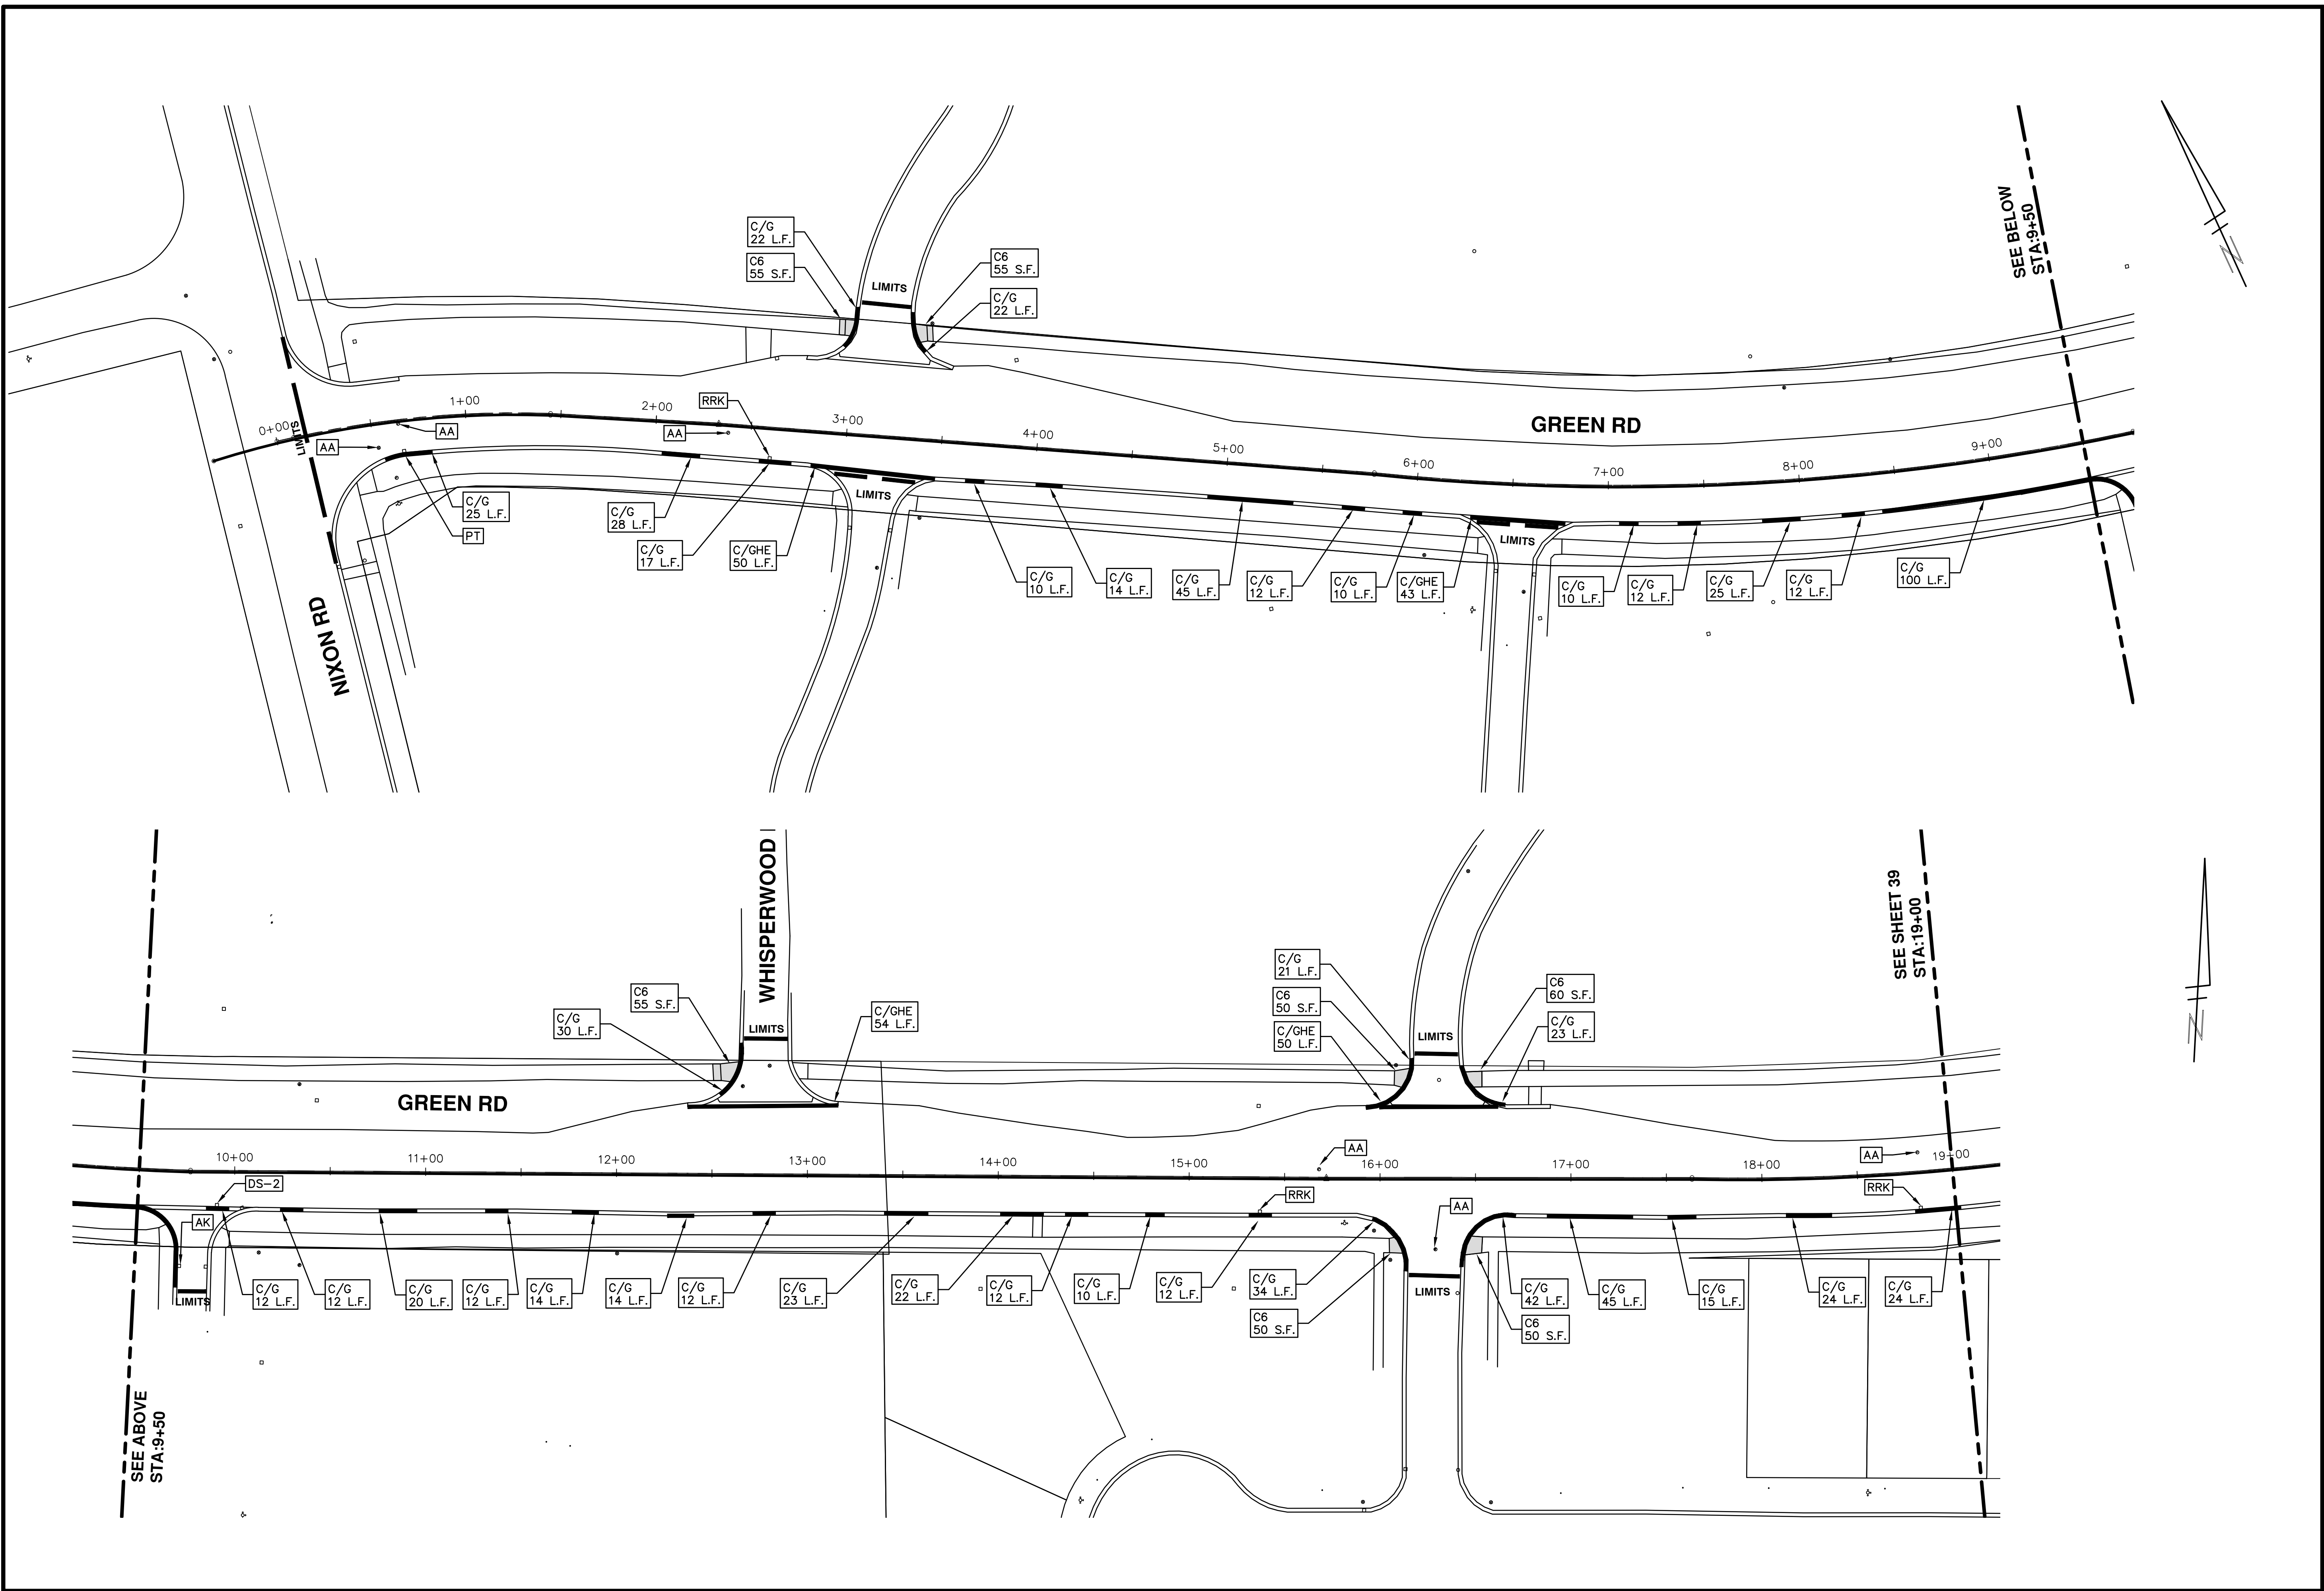 C/G
22 L.F.
C6
55 S.F.
C6
55 S.F.
C/G
22 L.F.
LIMITS
SEE BELOW
STA:9+50
N
0+00
1+00
2+00
3+00
4+00
5+00
6+00
7+00
8+00
9+00
GREEN RD
LIMITS
AA
AA
AA
RRK
C/G
25 L.F.
PT
C/G
28 L.F.
C/G
17 L.F.
C/GHE
50 L.F.
LIMITS
C/G
10 L.F.
C/G
14 L.F.
C/G
45 L.F.
C/G
12 L.F.
C/G
10 L.F.
C/GHE
43 L.F.
LIMITS
C/G
10 L.F.
C/G
12 L.F.
C/G
25 L.F.
C/G
12 L.F.
C/G
100 L.F.
NIXON RD
WHISPERWOOD
SEE SHEET 39
STA:19+00
N
C6
55 S.F.
C/G
30 L.F.
LIMITS
C/GHE
54 L.F.
C/G
21 L.F.
C6
50 S.F.
C/GHE
50 L.F.
LIMITS
C6
60 S.F.
C/G
23 L.F.
GREEN RD
10+00
11+00
12+00
13+00
14+00
15+00
16+00
17+00
18+00
19+00
AA
AA
DS-2
AK
RRK
AA
RRK
LIMITS
C/G
12 L.F.
C/G
12 L.F.
C/G
20 L.F.
C/G
12 L.F.
C/G
14 L.F.
C/G
14 L.F.
C/G
12 L.F.
C/G
23 L.F.
C/G
22 L.F.
C/G
12 L.F.
C/G
10 L.F.
C/G
12 L.F.
C/G
34 L.F.
C6
50 S.F.
LIMITS
C/G
42 L.F.
C6
50 S.F.
C/G
45 L.F.
C/G
15 L.F.
C/G
24 L.F.
C/G
24 L.F.
SEE ABOVE
STA:9+50